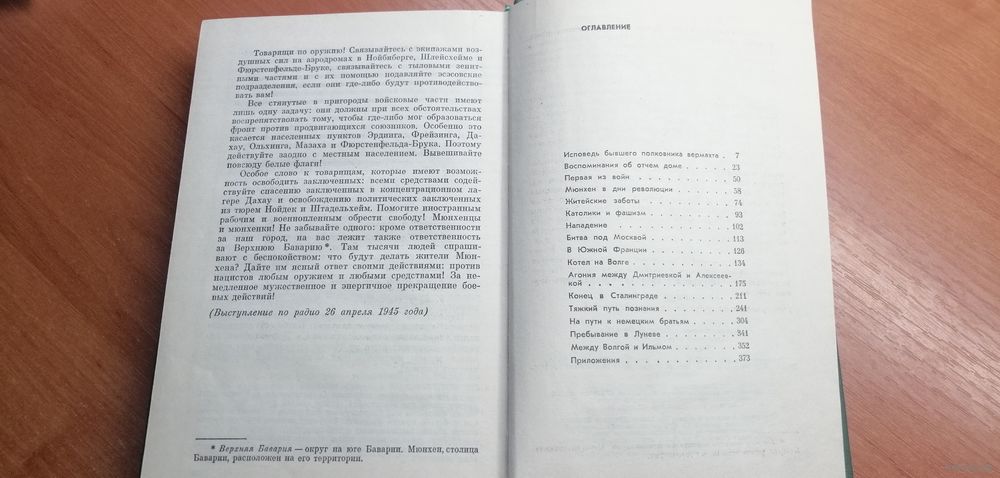 Товарищи по оружию! Связывайтесь с экипажами воз-
душных сил на аэродромах в Нойбиберге, Шлейсхейме и
Фюрстенфельде-Бруке, связывайтесь с тыловыми зенит-
ными частями и с их помощью подавляйте эсэсовские
подразделения, если они где-либо будут противодейство-
вать вам!
Все стянутые в пригороды войсковые части имеют
лишь одну задачу: они должны при всех обстоятельствах
воспрепятствовать тому, чтобы где-либо мог образоваться
фронт против продвигающихся союзников. Особенно это
касается населенных пунктов Эрдинга, Фрейзинга, Да-
хау, Ольхинга, Мазаха и Фюрстенфельда-Брука. Поэтому
действуйте заодно с местным населением. Вывешивайте
повсюду белые флаги!
Особое слово к товарищам, которые имеют возмож-
ность освободить заключенных: всеми средствами содей-
ствуйте спасению заключенных в концентрационном ла-
гере Дахау и освобождению политических заключенных
из тюрем Нойдек и Штадельхейм. Помогите иностранным
рабочим и военнопленным обрести свободу! Мюнхенцы
и мюнхенки! Не забывайте одного: кроме ответственности
за наш город, на вас лежит также ответственность
за Верхнюю Баварию*. Там тысячи людей спраши-
вают с беспокойством: что будут делать жители Мюн-
хена? Дайте им ясный ответ своими действиями: против
нацистов любым оружием и любыми средствами! За не-
медленное мужественное и энергичное прекращение бое-
вых действий!
(Выступление по радио 26 апреля 1945 года)
* Верхняя Бавария — округ на юге Баварии. Мюнхен, столица
Баварии, расположен на его территории.
ОГЛАВЛЕНИЕ
Исповедь бывшего полковника вермахта . 7
Воспоминания об отчем доме . . . . . 23
Первая из войн . . . . . . . . 50
Мюнхен в дни революции . . . . . . 58
Житейские заботы . . . . . . . . 74
Католики и фашизм . . . . . . . 93
Нападение . . . . . . . . . 102
Битва под Москвой . . . . . . . 113
В Южной Франции . . . . . . . 126
Котел на Волге . . . . . . . . 134
Агония между Дмитриевкой и Алексеев-
кой . . . . . . . . . . . 175
Конец в Сталинграде . . . . . . . 211
Тяжкий путь познания . . . . . . 241
На пути к немецким братьям . . . . . 304
Пребывание в Луневе . . . . . . . 341
Между Волгой и Ильмом . . . . . . 352
Приложения . . . . . . . . . 373